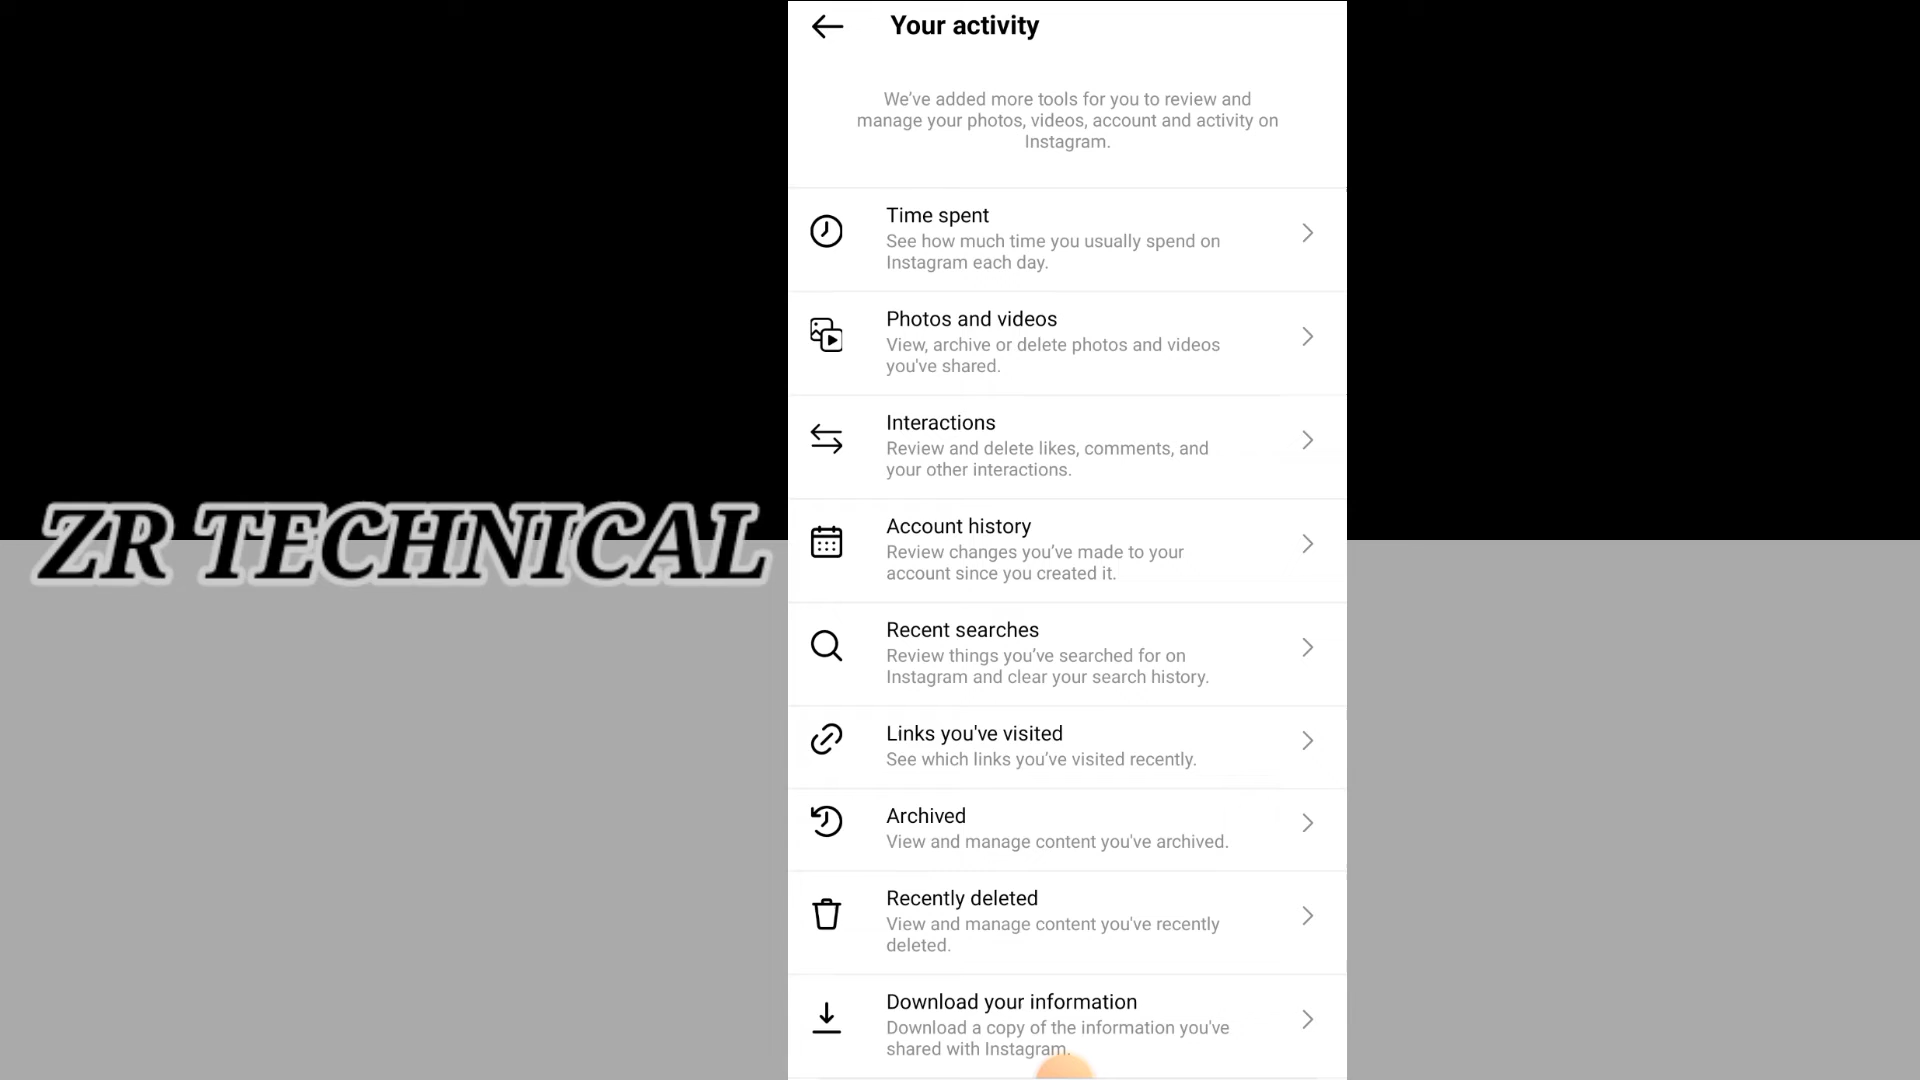 Your activity
We’ve added more tools for you to review and
manage your photos, videos, account and activity on
Instagram.
Time spent
See how much time you usually spend on
Instagram each day.
Photos and videos
View, archive or delete photos and videos
you've shared.
Interactions
Review and delete likes, comments, and
your other interactions.
Account history
Review changes you’ve made to your
account since you created it.
ZR TECHNICAL
Recent searches
Review things you’ve searched for on
Instagram and clear your search history.
Links you've visited
See which links you’ve visited recently.
Archived
View and manage content you've archived.
Recently deleted
View and manage content you've recently
deleted.
Download your information
Download a copy of the information you've
shared with Instagram.